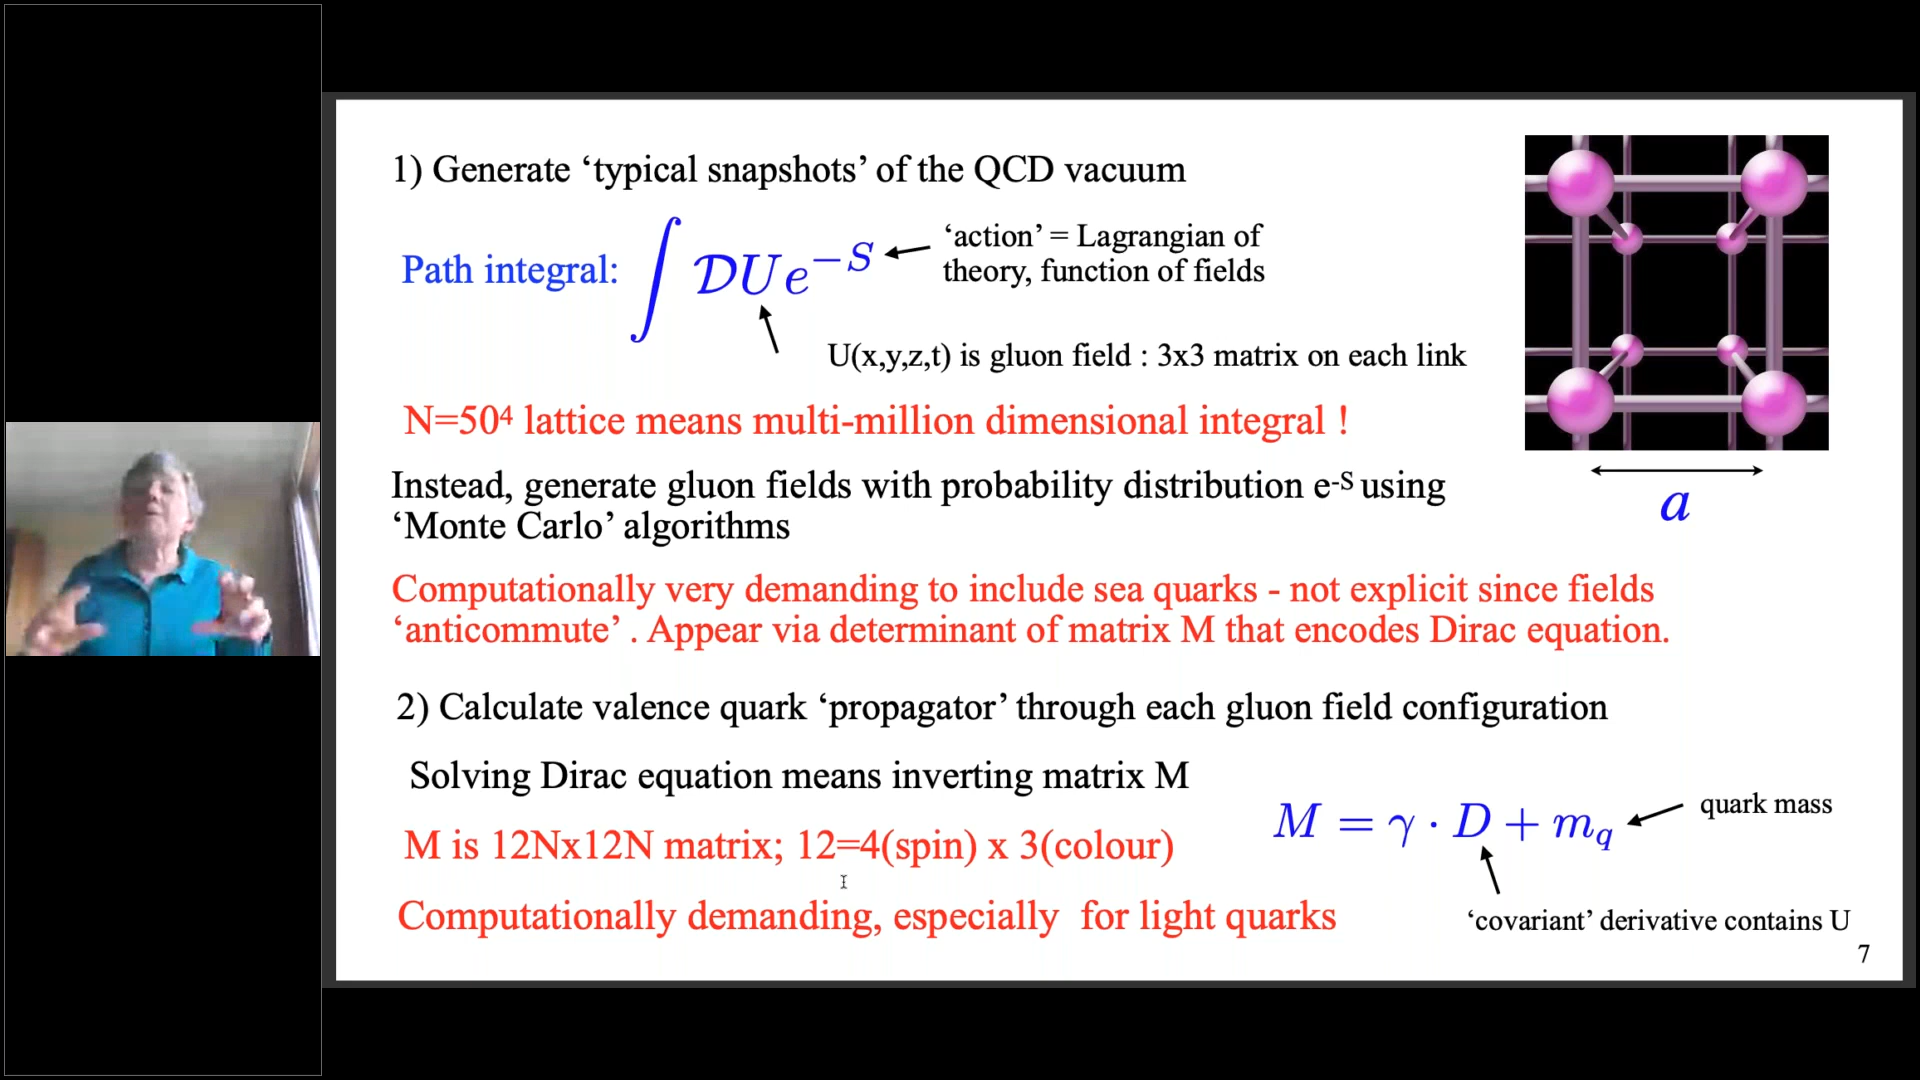 1) Generate ‘typical snapshots’ of the QCD vacuum
Path integral: ∫ 𝒟U e^{−S}
‘action’ = Lagrangian of
theory, function of fields
U(x,y,z,t) is gluon field : 3x3 matrix on each link
N=50⁴ lattice means multi-million dimensional integral !
a
Instead, generate gluon fields with probability distribution e^{-S} using
‘Monte Carlo’ algorithms
Computationally very demanding to include sea quarks - not explicit since fields
‘anticommute’ . Appear via determinant of matrix M that encodes Dirac equation.
2) Calculate valence quark ‘propagator’ through each gluon field configuration
Solving Dirac equation means inverting matrix M
M = γ · D + m_q
quark mass
M is 12Nx12N matrix; 12=4(spin) x 3(colour)
Computationally demanding, especially for light quarks
‘covariant’ derivative contains U
7